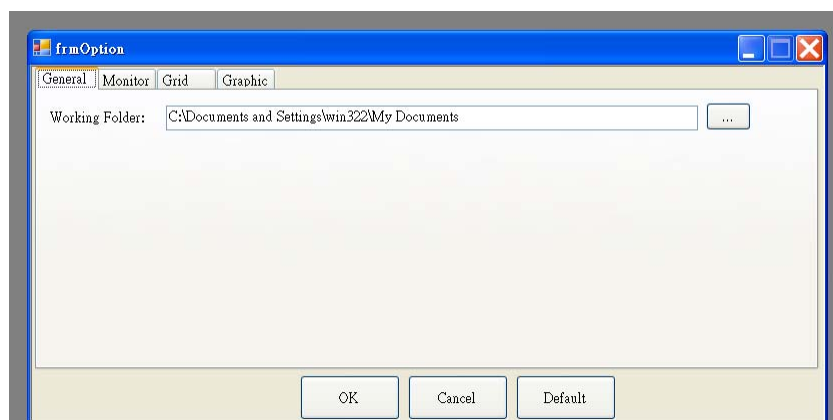 frmOption
General Monitor Grid Graphic
Working Folder: C:\Documents and Settings\win322\My Documents ...
OK Cancel Default